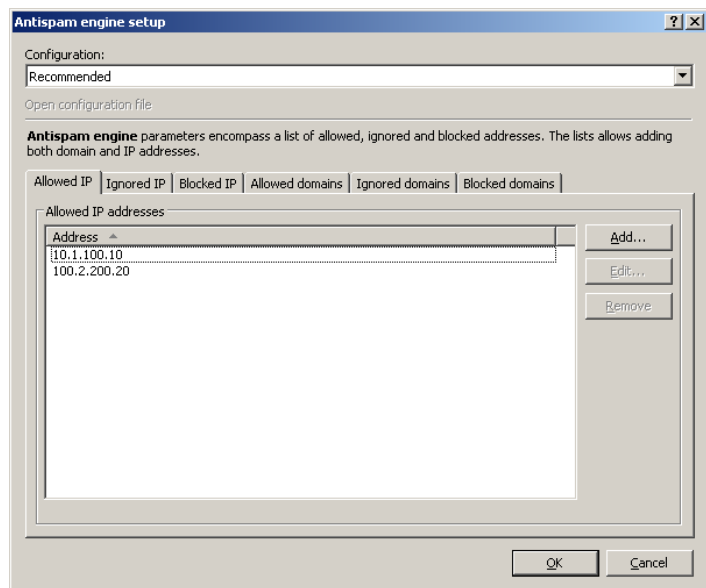 Antispam engine setup
Configuration:
Recommended
Open configuration file
Antispam engine parameters encompass a list of allowed, ignored and blocked addresses. The lists allows adding
both domain and IP addresses.
Allowed IP Ignored IP Blocked IP Allowed domains Ignored domains Blocked domains
Allowed IP addresses
Address
10.1.100.10
100.2.200.20
Add...
Edit...
Remove
OK Cancel